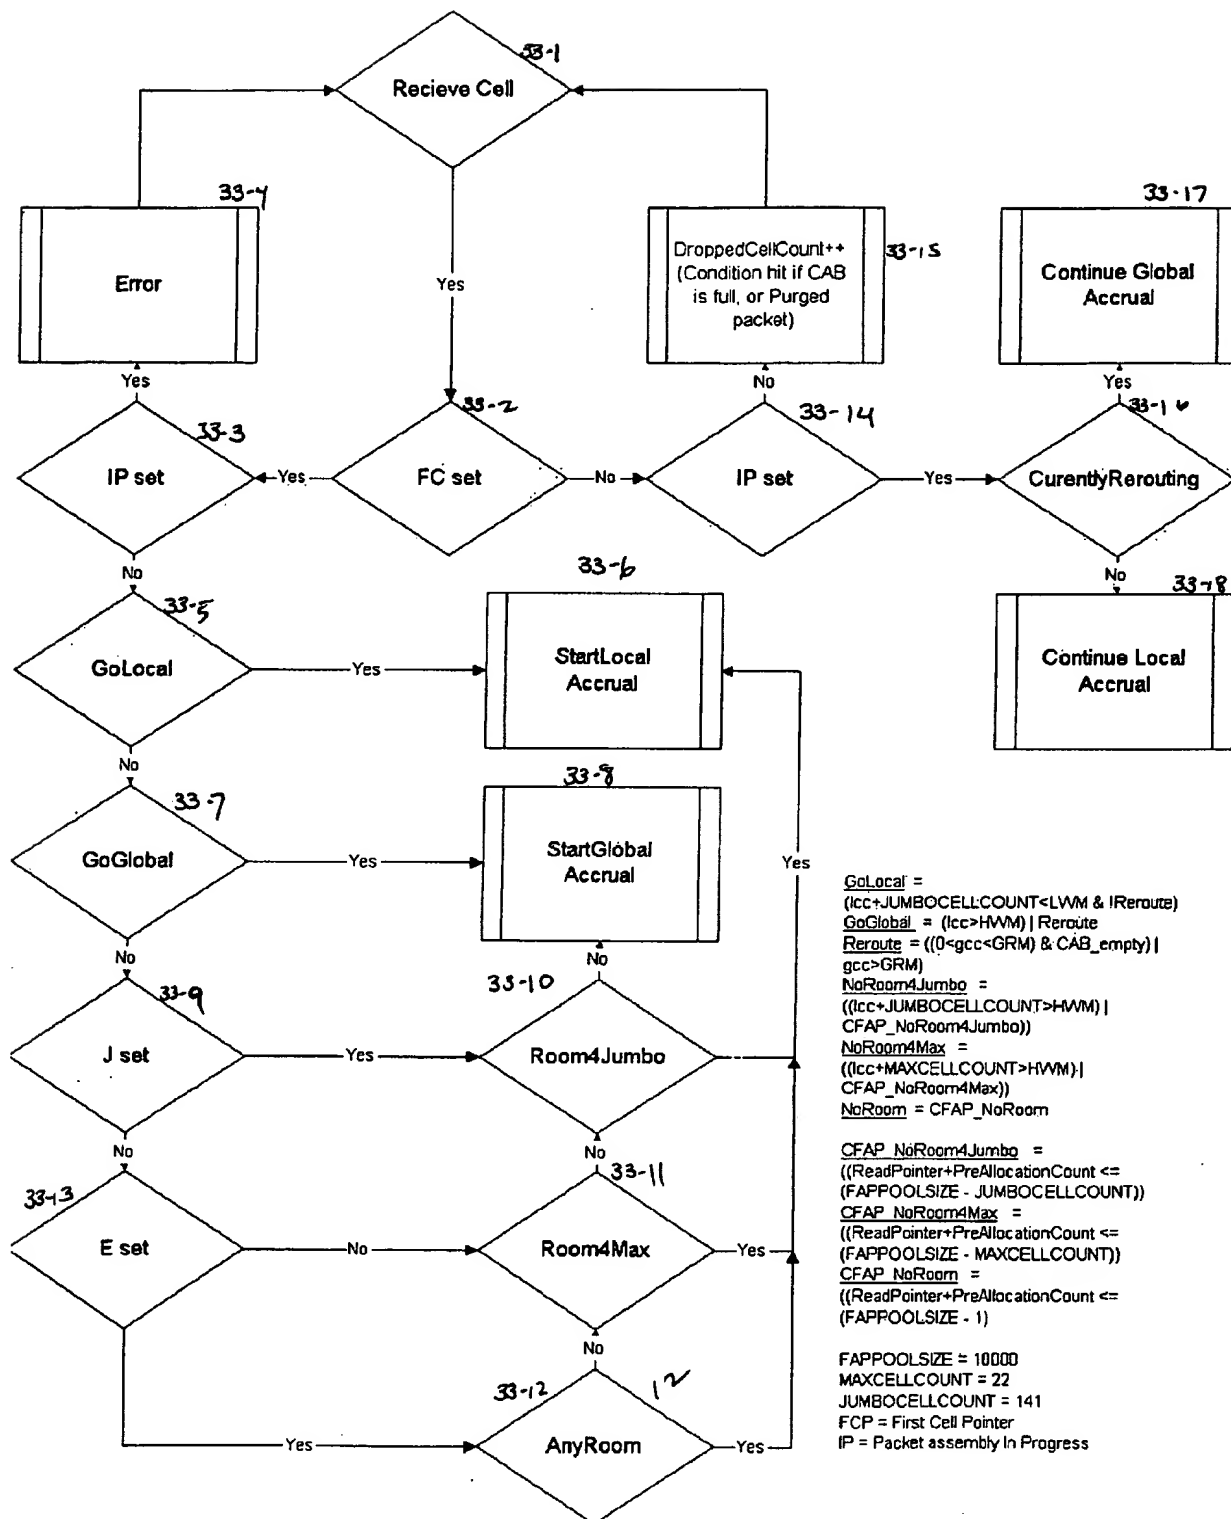 33-1
Recieve Cell
33-4
Error
Yes
DroppedCellCount++
(Condition hit if CAB
is full, or Purged
packet)
33-15
33-17
Continue Global
Accrual
Yes
No
Yes
33-3
IP set
Yes
33-2
FC set
No
33-14
IP set
Yes
33-16
CurentlyRerouting
No
No
33-5
GoLocal
Yes
33-6
StartLocal
Accrual
33-18
Continue Local
Accrual
No
33-7
GoGlobal
Yes
33-8
StartGlobal
Accrual
Yes
No
No
33-9
J set
Yes
33-10
Room4Jumbo
No
No
33-13
E set
No
33-11
Room4Max
Yes
No
Yes
33-12
12
AnyRoom
Yes
GoLocal =
(lcc+JUMBOCELLCOUNT<LWM & !Reroute)
GoGlobal = (lcc>HWM) | Reroute
Reroute = ((0<gcc<GRM) & CAB_empty) |
gcc>GRM)
NoRoom4Jumbo =
((lcc+JUMBOCELLCOUNT>HWM) |
CFAP_NoRoom4Jumbo))
NoRoom4Max =
((lcc+MAXCELLCOUNT>HWM) |
CFAP_NoRoom4Max))
NoRoom = CFAP_NoRoom
CFAP_NoRoom4Jumbo =
((ReadPointer+PreAllocationCount <=
(FAPPOOLSIZE - JUMBOCELLCOUNT))
CFAP_NoRoom4Max =
((ReadPointer+PreAllocationCount <=
(FAPPOOLSIZE - MAXCELLCOUNT))
CFAP_NoRoom =
((ReadPointer+PreAllocationCount <=
(FAPPOOLSIZE - 1)
FAPPOOLSIZE = 10000
MAXCELLCOUNT = 22
JUMBOCELLCOUNT = 141
FCP = First Cell Pointer
IP = Packet assembly In Progress